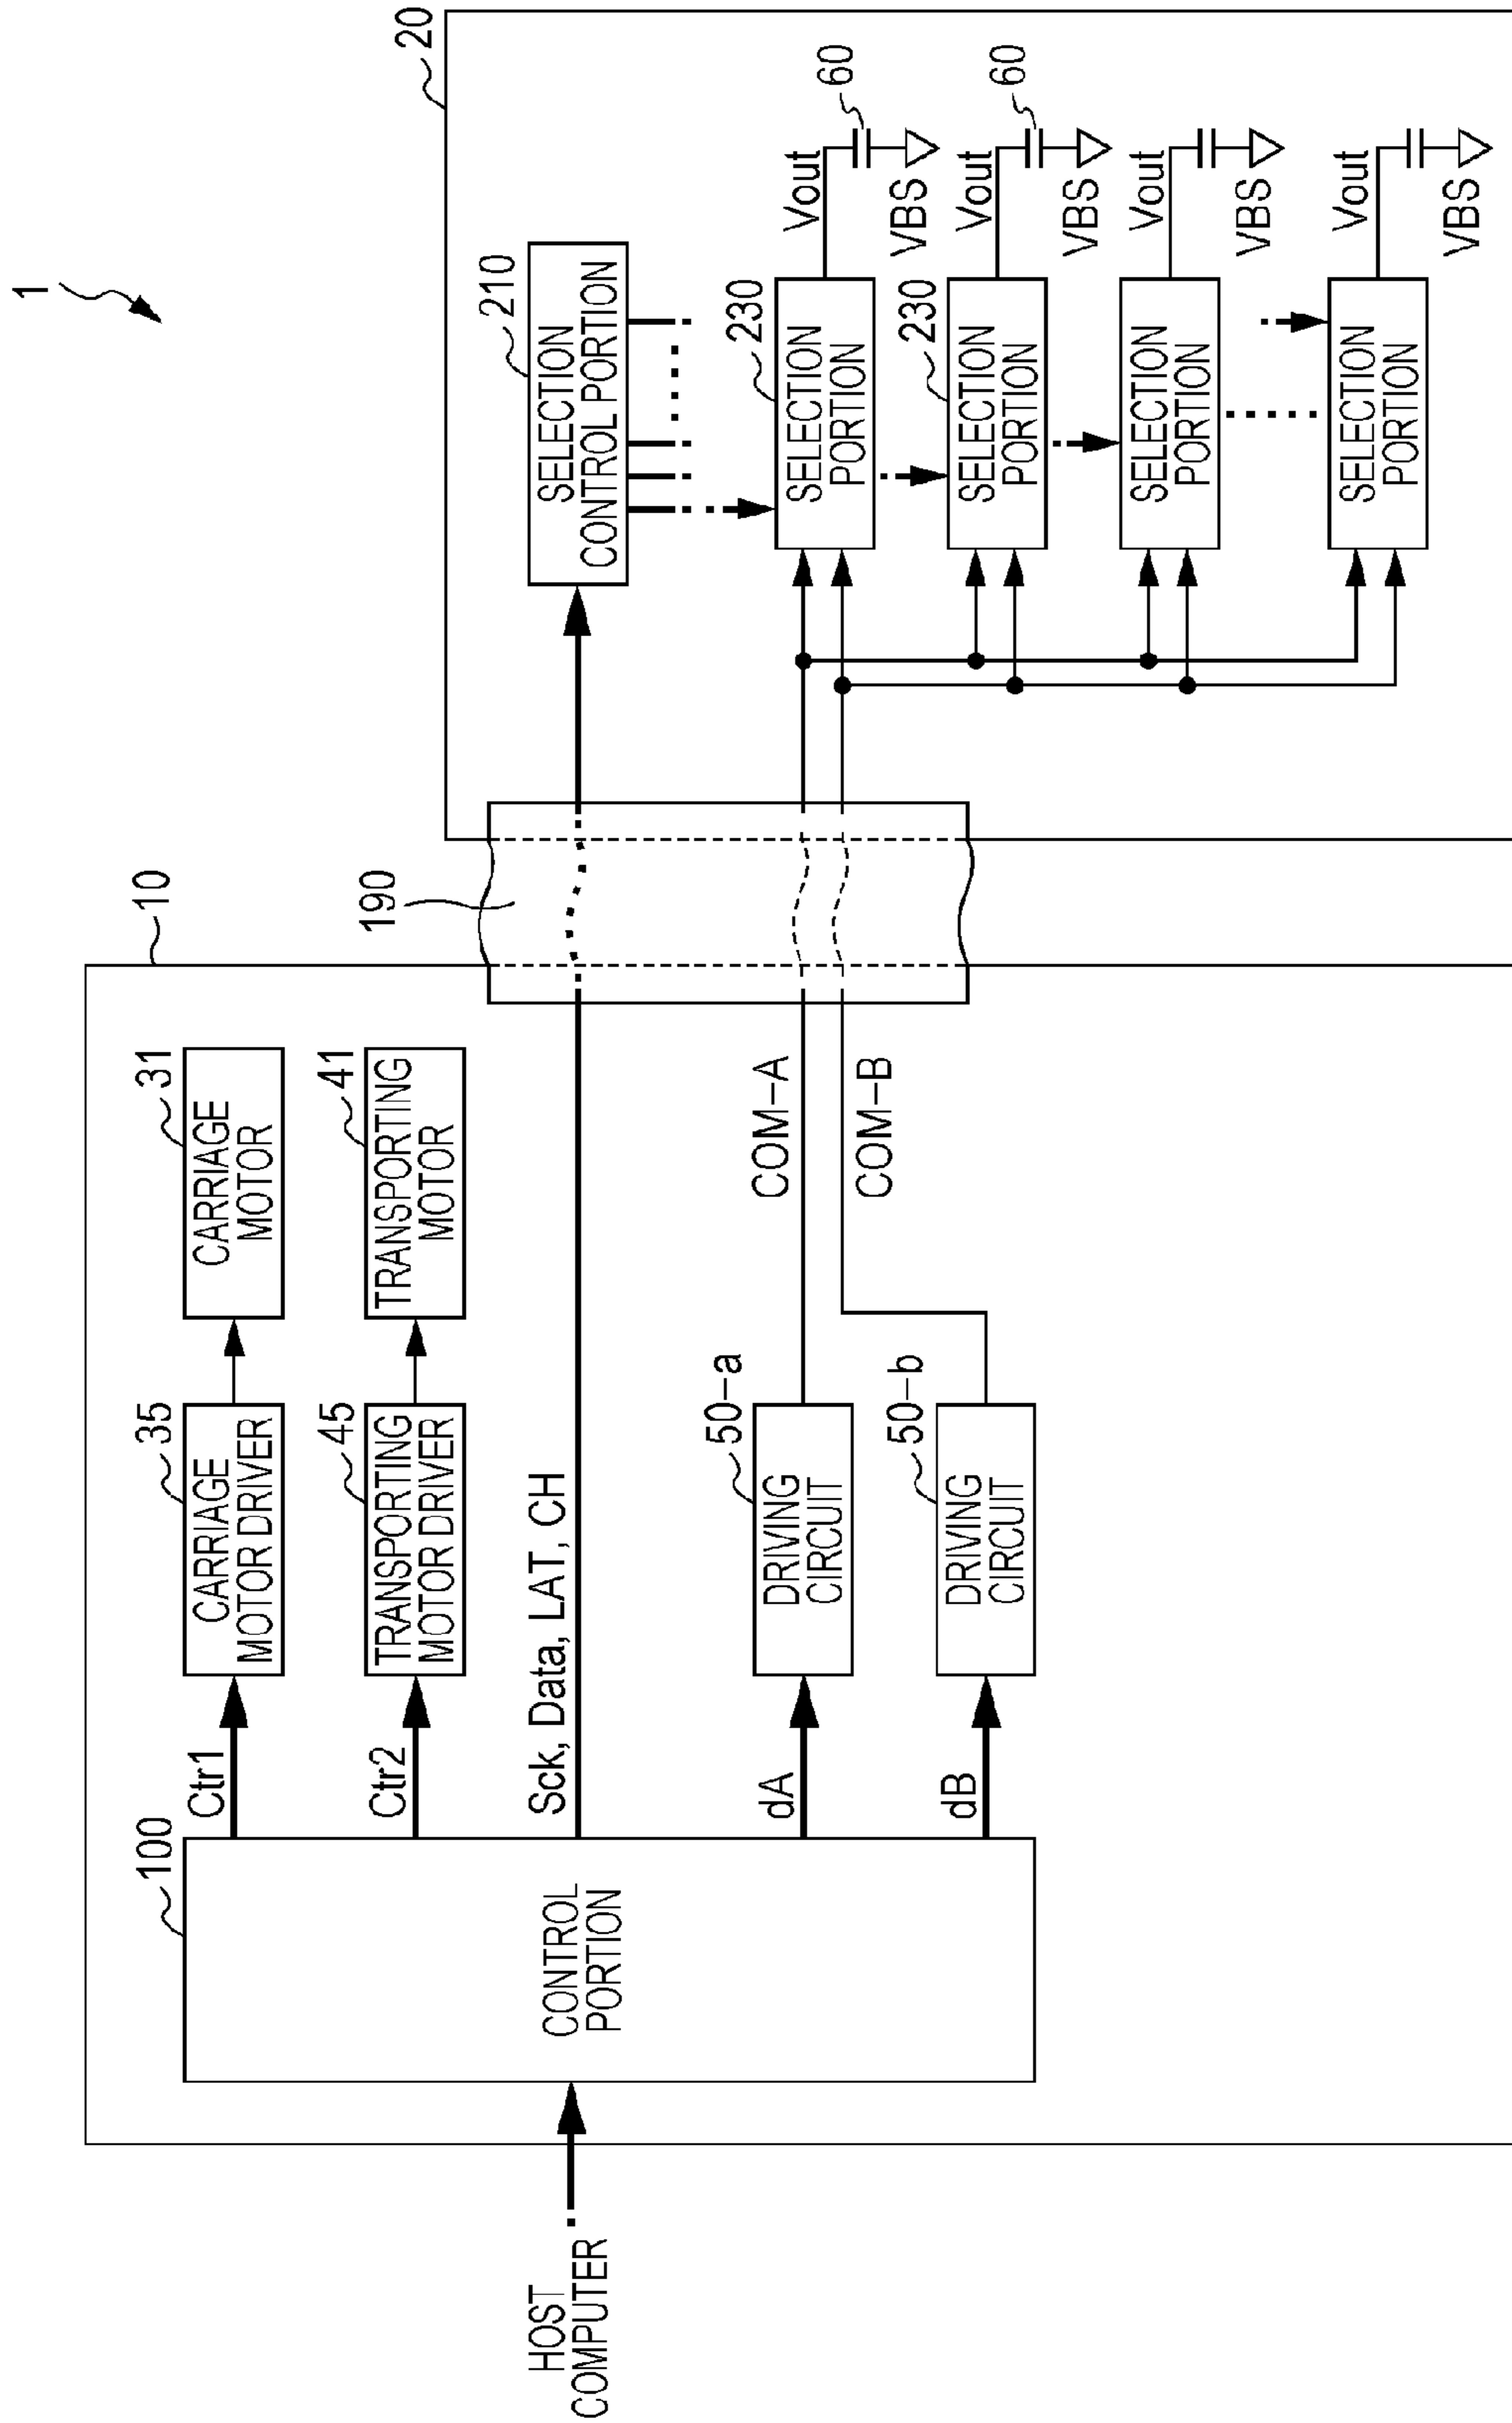 1
10
20
HOST
COMPUTER
100
CONTROL
PORTION
Ctr1
35
CARRIAGE
MOTOR DRIVER
31
CARRIAGE
MOTOR
Ctr2
45
TRANSPORTING
MOTOR DRIVER
41
TRANSPORTING
MOTOR
Sck, Data, LAT, CH
190
210
SELECTION
CONTROL PORTION
dA
50-a
DRIVING
CIRCUIT
COM-A
dB
50-b
DRIVING
CIRCUIT
COM-B
230
SELECTION
PORTION
Vout
60
VBS
230
SELECTION
PORTION
Vout
60
VBS
SELECTION
PORTION
Vout
VBS
SELECTION
PORTION
Vout
VBS